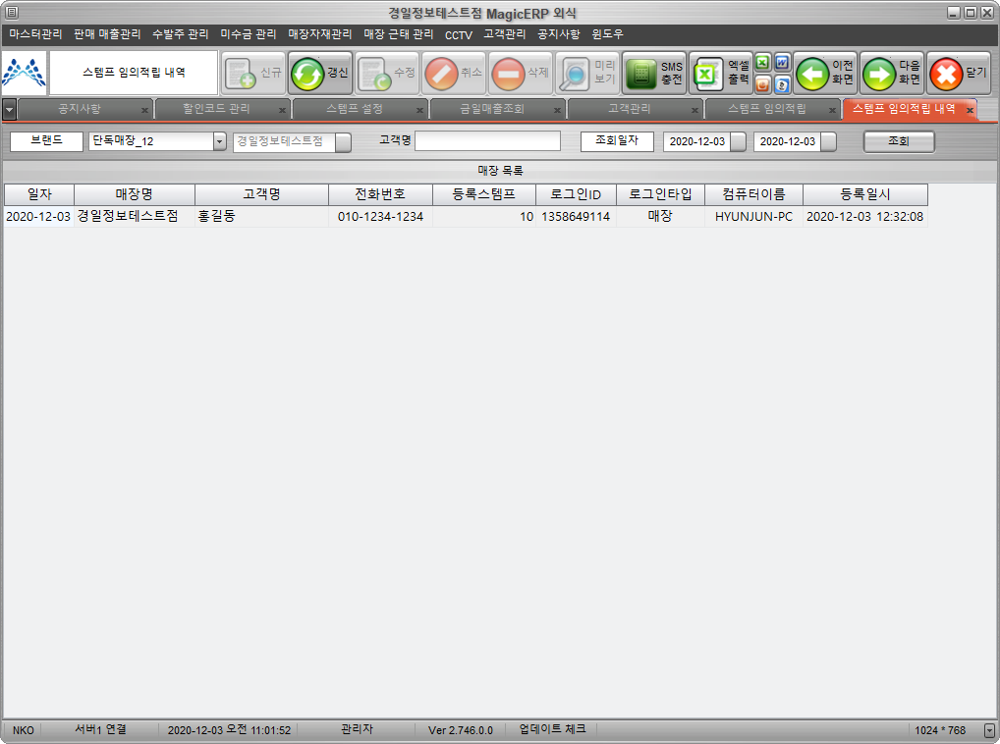 경일정보테스트점 MagicERP 외식
마스터관리 판매 매출관리 수발주 관리 미수금 관리 매장자재관리 매장 근태 관리 CCTV 고객관리 공지사항 윈도우
스템프 임의적립 내역 신규 갱신 수정 취소 삭제 미리보기 SMS충전 엑셀출력 이전화면 다음화면 닫기
공지사항 할인코드 관리 스템프 설정 금일매출조회 고객관리 스템프 임의적립 스템프 임의적립 내역
브랜드 단독매장_12 경일정보테스트점 고객명 조회일자 2020-12-03 2020-12-03 조회
매장 목록
일자 매장명 고객명 전화번호 등록스템프 로그인ID 로그인타입 컴퓨터이름 등록일시
2020-12-03 경일정보테스트점 홍길동 010-1234-1234 10 1358649114 매장 HYUNJUN-PC 2020-12-03 12:32:08
NKO 서버1 연결 2020-12-03 오전 11:01:52 관리자 Ver 2.746.0.0 업데이트 체크 1024 * 768